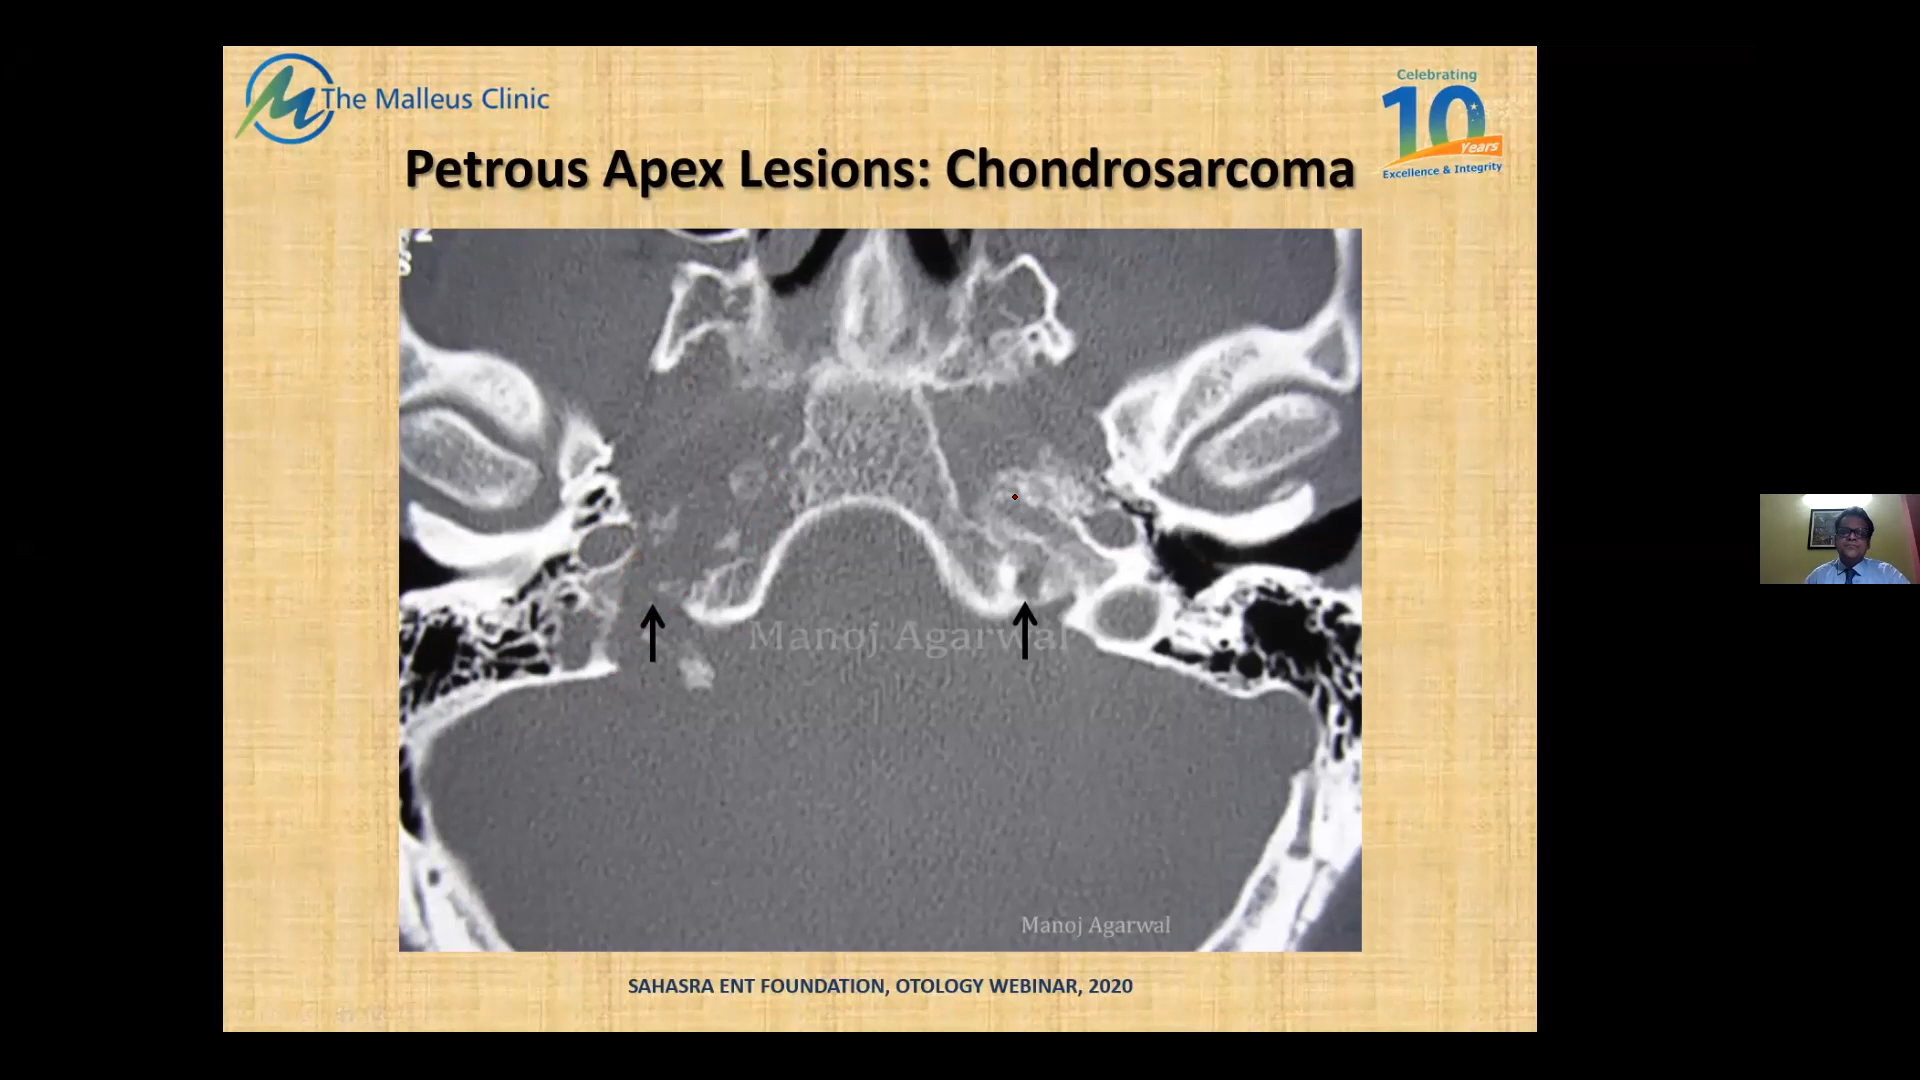 The Malleus Clinic
Celebrating
10
Years
Excellence & Integrity
Petrous Apex Lesions: Chondrosarcoma
Manoj Agarwal
Manoj Agarwal
SAHASRA ENT FOUNDATION, OTOLOGY WEBINAR, 2020